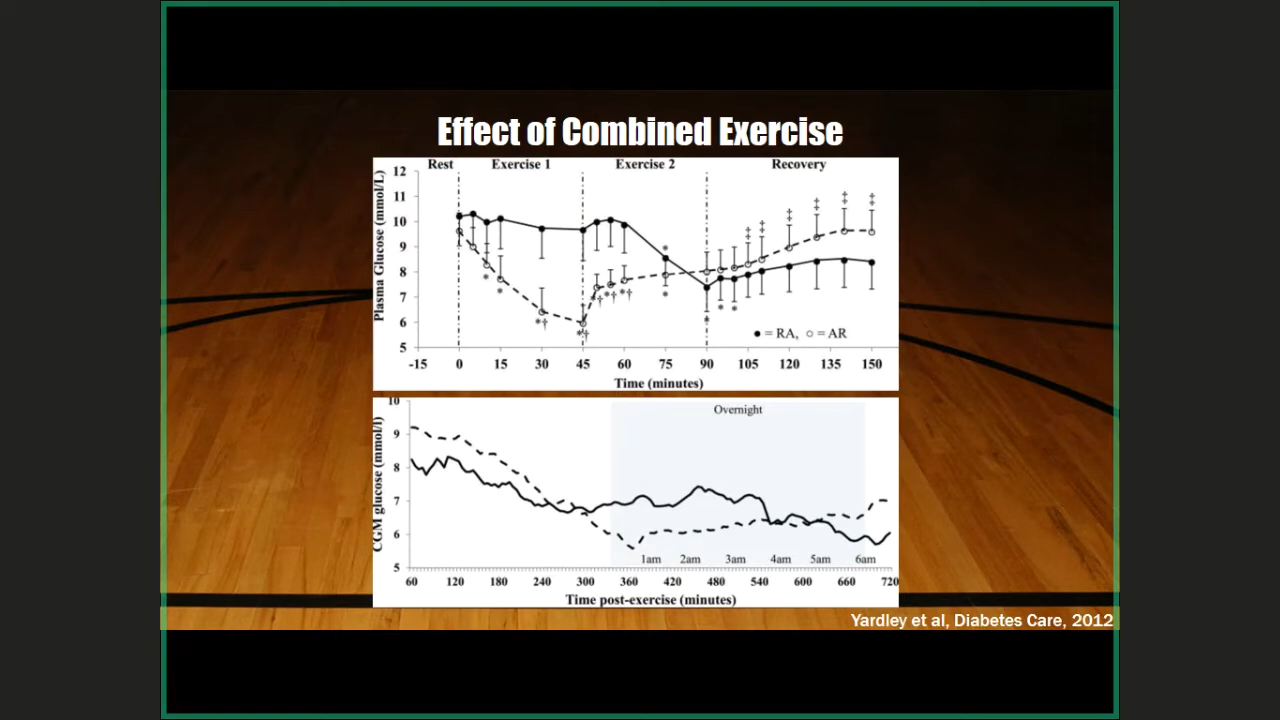 Effect of Combined Exercise
Rest Exercise 1 Exercise 2 Recovery
Plasma Glucose (mmol/L)
12
11
10
9
8
7
6
5
* * *† *† *† *† *† * * * * * ‡ ‡ ‡ ‡ ‡ ‡
● = RA, ○ = AR
-15 0 15 30 45 60 75 90 105 120 135 150
Time (minutes)
CGM glucose (mmol/l)
10
9
8
7
6
5
Overnight
1am 2am 3am 4am 5am 6am
60 120 180 240 300 360 420 480 540 600 660 720
Time post-exercise (minutes)
Yardley et al, Diabetes Care, 2012